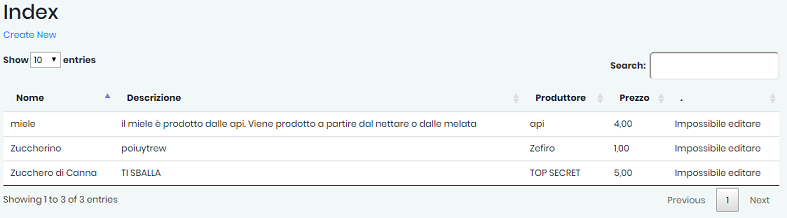 Index
Create New
Show 10 entries
Search:
Nome Descrizione Produttore Prezzo .
miele il miele è prodotto dalle api. Viene prodotto a partire dal nettare o dalle melata api 4,00 Impossibile editare
Zuccherino poiuytrew Zefiro 1,00 Impossibile editare
Zucchero di Canna TI SBALLA TOP SECRET 5,00 Impossibile editare
Showing 1 to 3 of 3 entries
Previous 1 Next